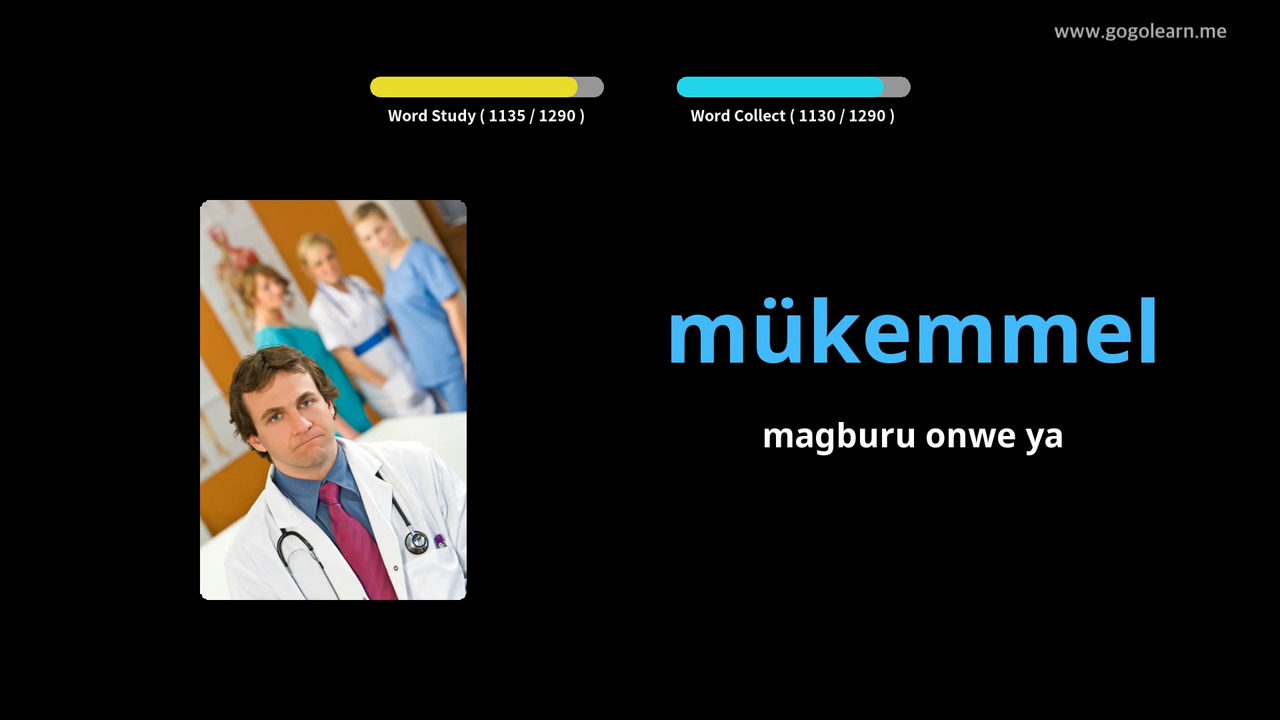 www.gogolearn.me
Word Study ( 1135 / 1290 )
Word Collect ( 1130 / 1290 )
mükemmel
magburu onwe ya